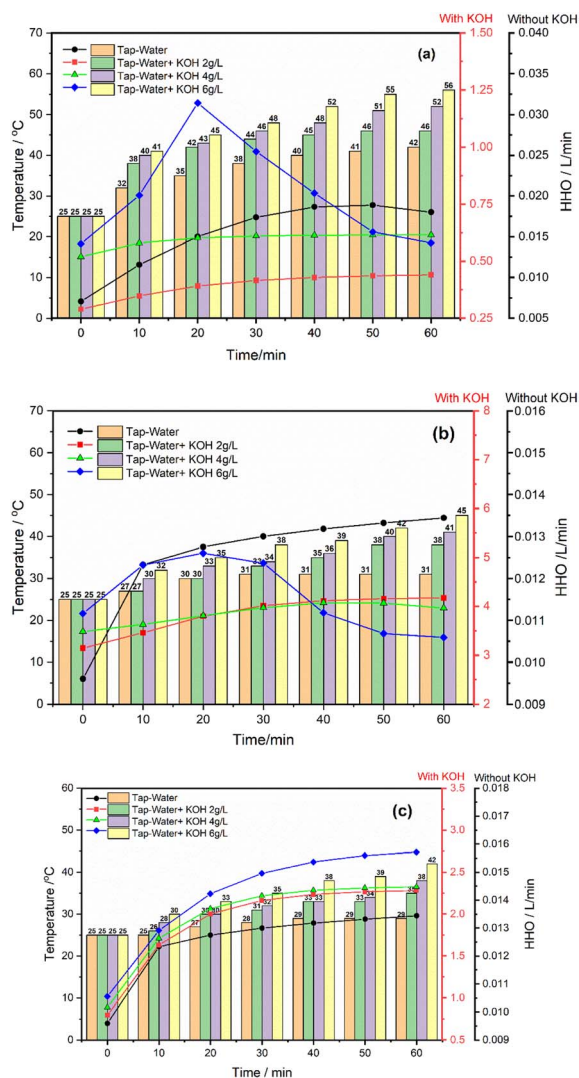 With KOH Without KOH
70 1.50 0.040
Tap-Water
Tap-Water+ KOH 2g/L
Tap-Water+ KOH 4g/L
Tap-Water+ KOH 6g/L
(a)
60 0.035
50 1.25 0.030
40 1.00 0.025
30 0.75 0.020
20 0.015
10 0.50 0.010
0 0.25 0.005
25 25 25 25 32 38 40 41 35 42 43 45 38 44 46 48 40 45 48 52 41 46 51 55 42 46 52 56
0 10 20 30 40 50 60
Temperature / ºC
HHO / L/min
Time/min
With KOH Without KOH
70 8 0.016
Tap-Water
Tap-Water+ KOH 2g/L
Tap-Water+ KOH 4g/L
Tap-Water+ KOH 6g/L
(b)
60 7 0.015
50 6 0.014
40 5 0.013
30 0.012
20 4 0.011
10 3 0.010
0 2 0.009
25 25 25 25 27 27 30 32 30 30 33 35 31 33 34 38 31 35 36 39 31 38 40 42 31 38 41 45
0 10 20 30 40 50 60
Temperature / ºC
HHO /L/min
Time/min
With KOH Without KOH
60 3.5 0.018
Tap-Water
Tap-Water+ KOH 2g/L
Tap-Water+ KOH 4g/L
Tap-Water+ KOH 6g/L
(c)
50 3.0 0.017
0.016
40 2.5 0.015
30 2.0 0.014
0.013
20 1.5 0.012
10 1.0 0.011
0.010
0 0.5 0.009
25 25 25 25 25 26 28 30 27 30 30 33 28 31 32 35 29 33 33 38 29 33 34 39 29 35 38 42
0 10 20 30 40 50 60
Temperature /ºC
HHO / L/min
Time / min